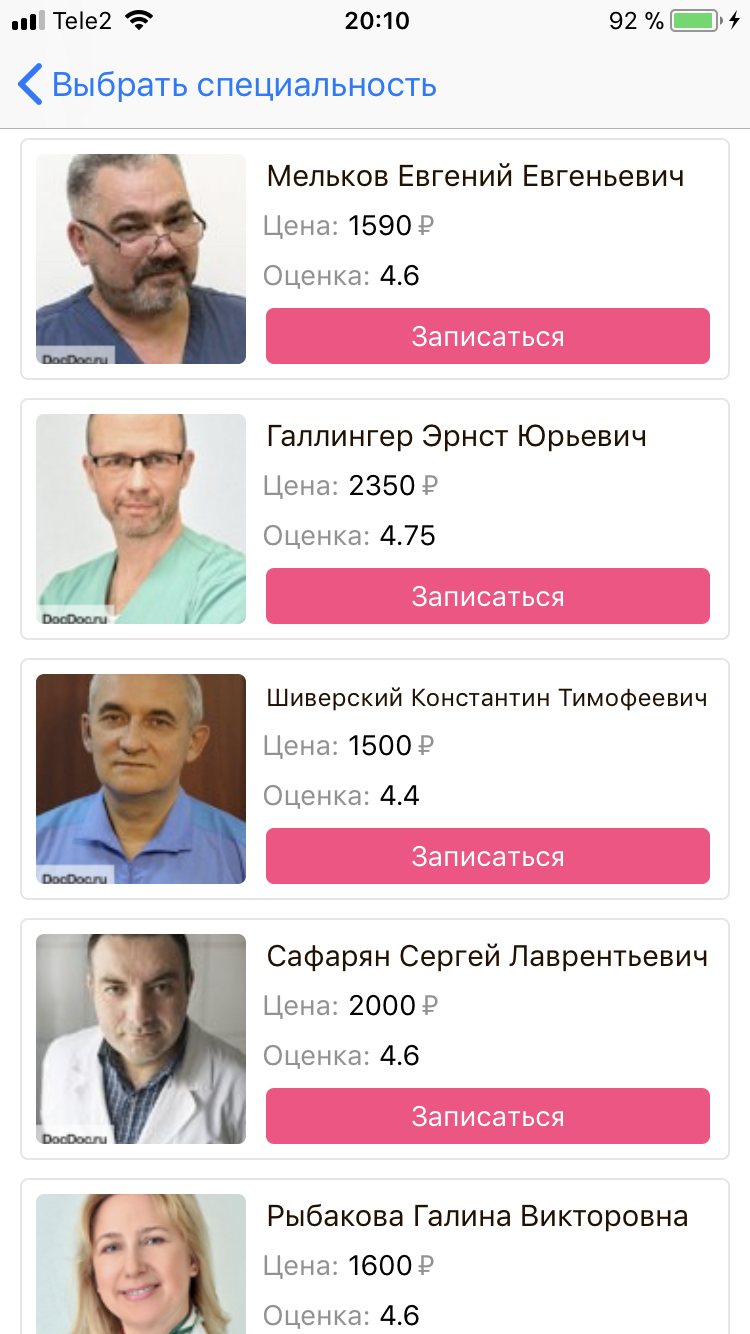 Tele2 20:10 92 %
Выбрать специальность
Мельков Евгений Евгеньевич
Цена: 1590 ₽
Оценка: 4.6
Записаться
DocDoc.ru
Галлингер Эрнст Юрьевич
Цена: 2350 ₽
Оценка: 4.75
Записаться
DocDoc.ru
Шиверский Константин Тимофеевич
Цена: 1500 ₽
Оценка: 4.4
Записаться
DocDoc.ru
Сафарян Сергей Лаврентьевич
Цена: 2000 ₽
Оценка: 4.6
Записаться
DocDoc.ru
Рыбакова Галина Викторовна
Цена: 1600 ₽
Оценка: 4.6